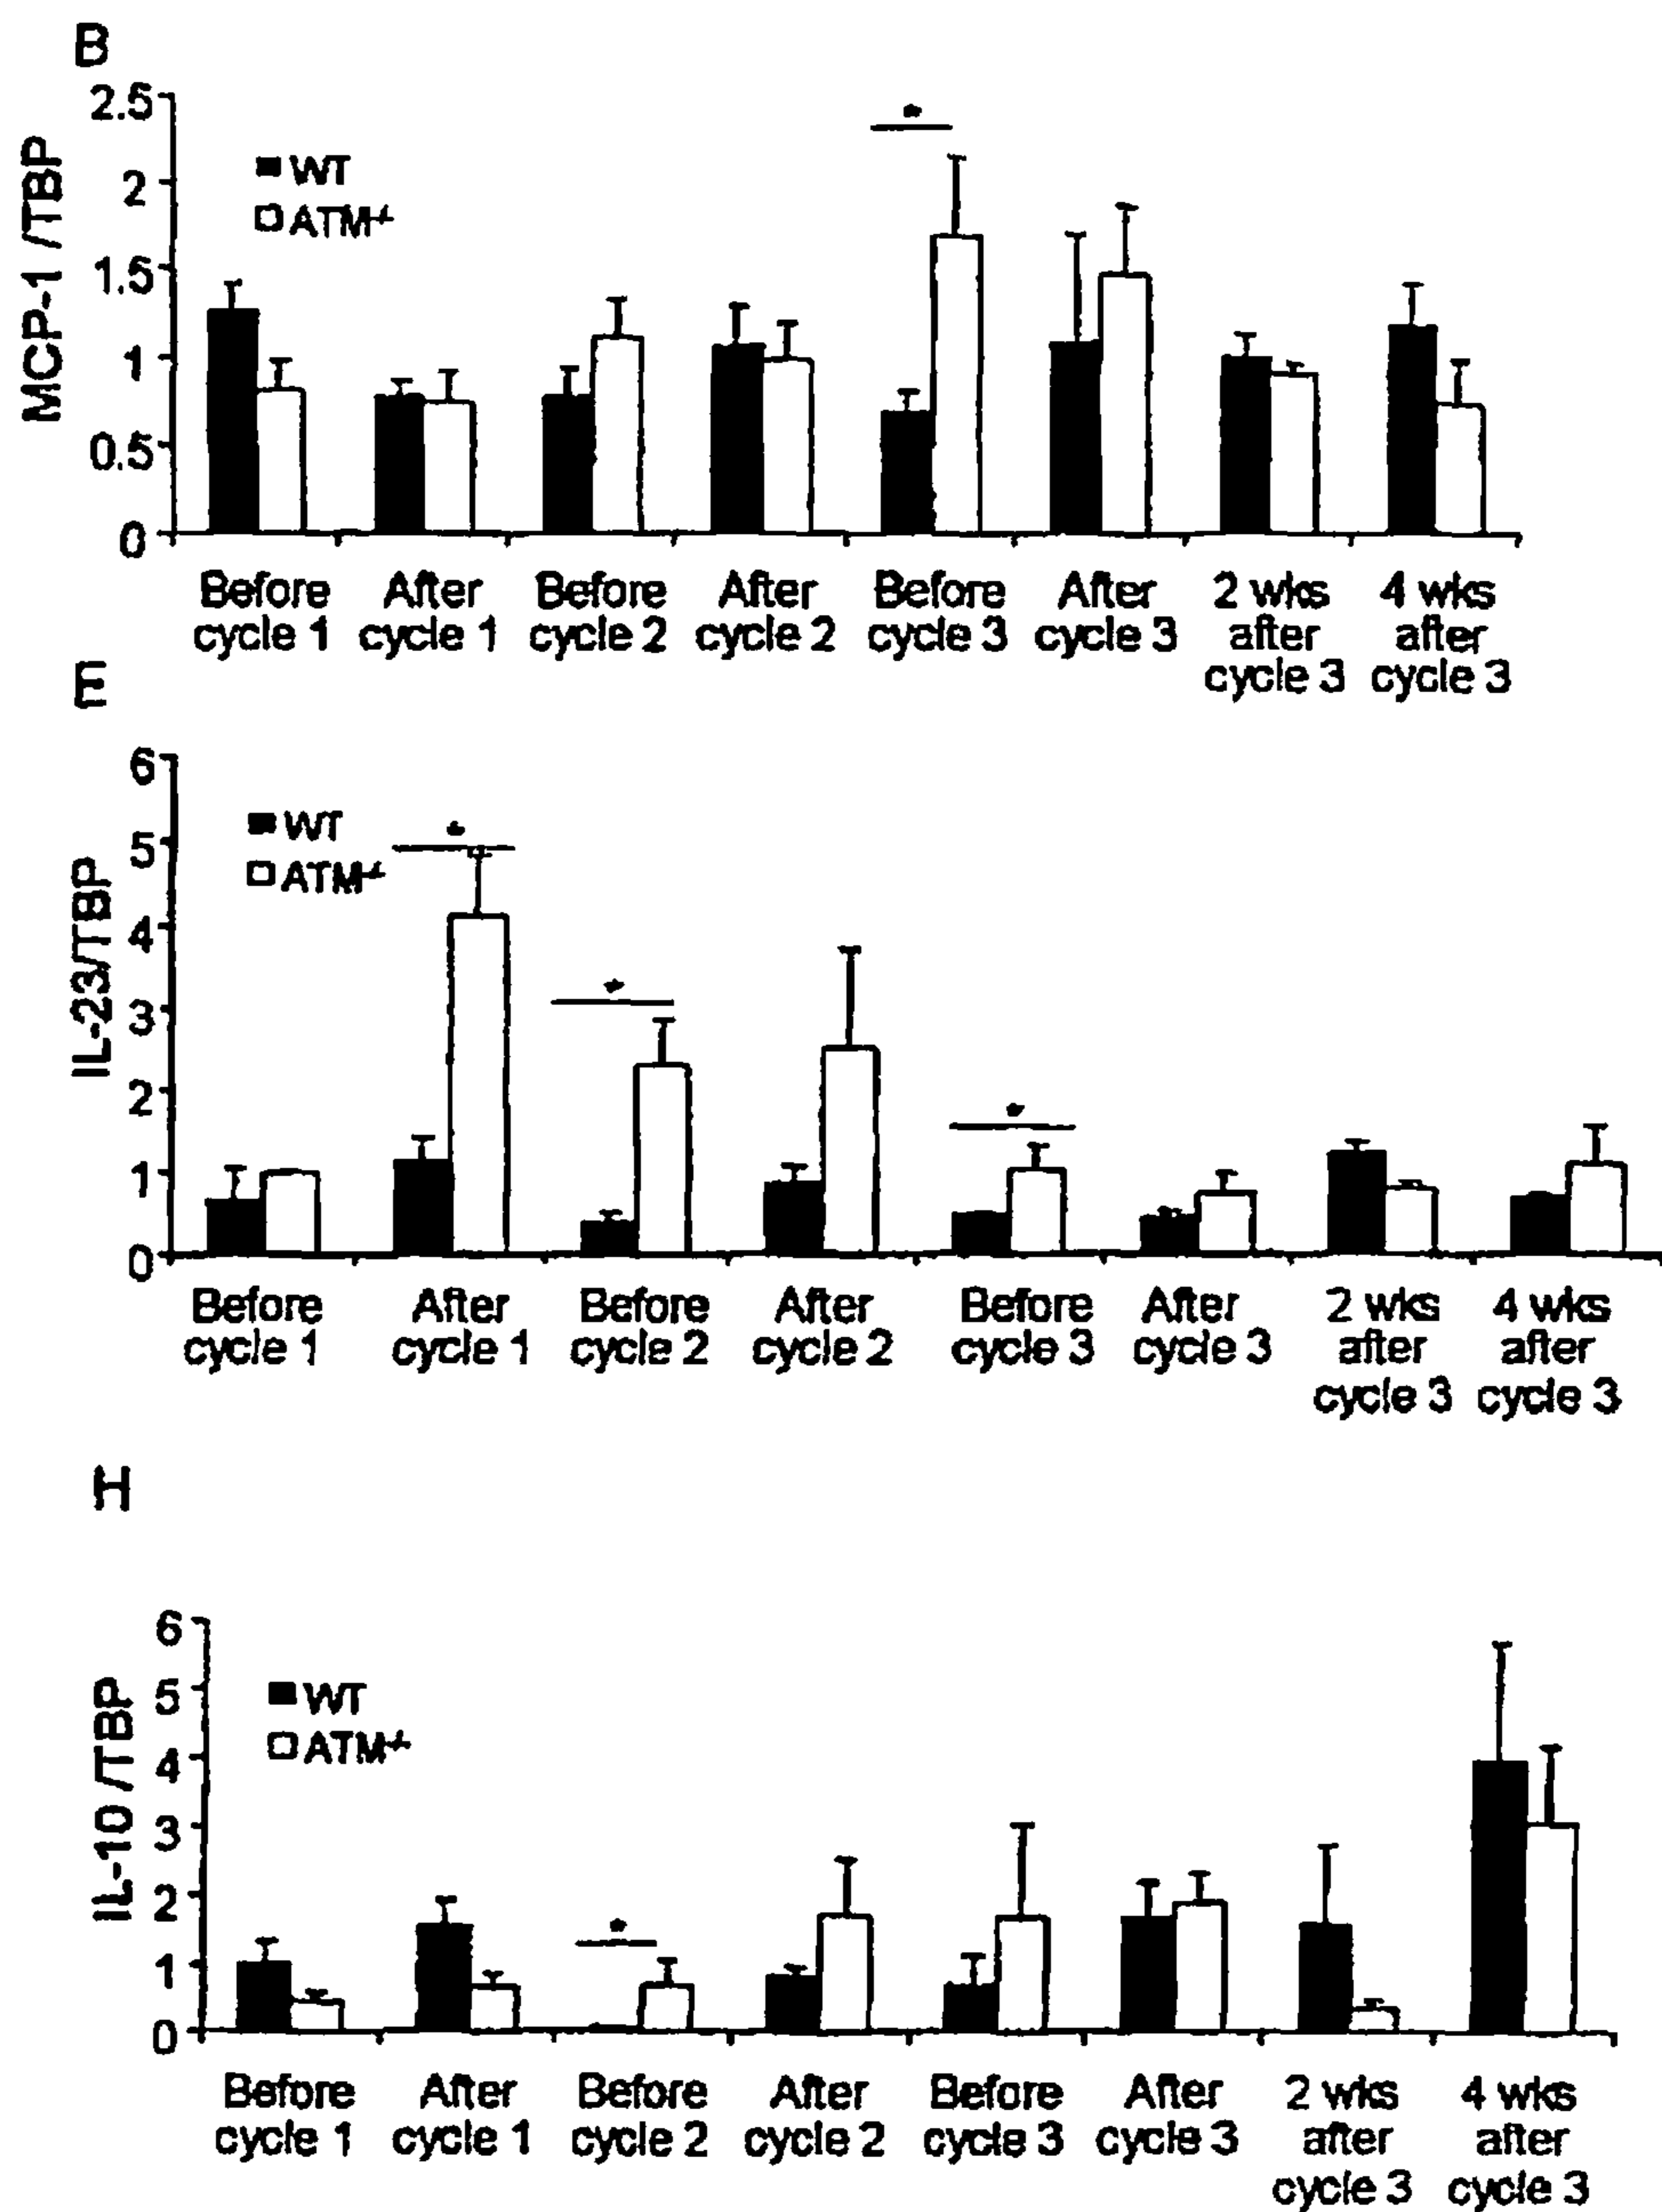 B
2.5
2
1.5
1
0.5
0
MCP-1 /TBP
WT
ATM-/-
Before cycle 1
After cycle 1
Before cycle 2
After cycle 2
Before cycle 3
After cycle 3
2 wks after cycle 3
4 wks after cycle 3
E
6
5
4
3
2
1
0
IL-23/TBP
WT
ATM-/-
Before cycle 1
After cycle 1
Before cycle 2
After cycle 2
Before cycle 3
After cycle 3
2 wks after cycle 3
4 wks after cycle 3
H
6
5
4
3
2
1
0
IL-10 /TBP
WT
ATM-/-
Before cycle 1
After cycle 1
Before cycle 2
After cycle 2
Before cycle 3
After cycle 3
2 wks after cycle 3
4 wks after cycle 3